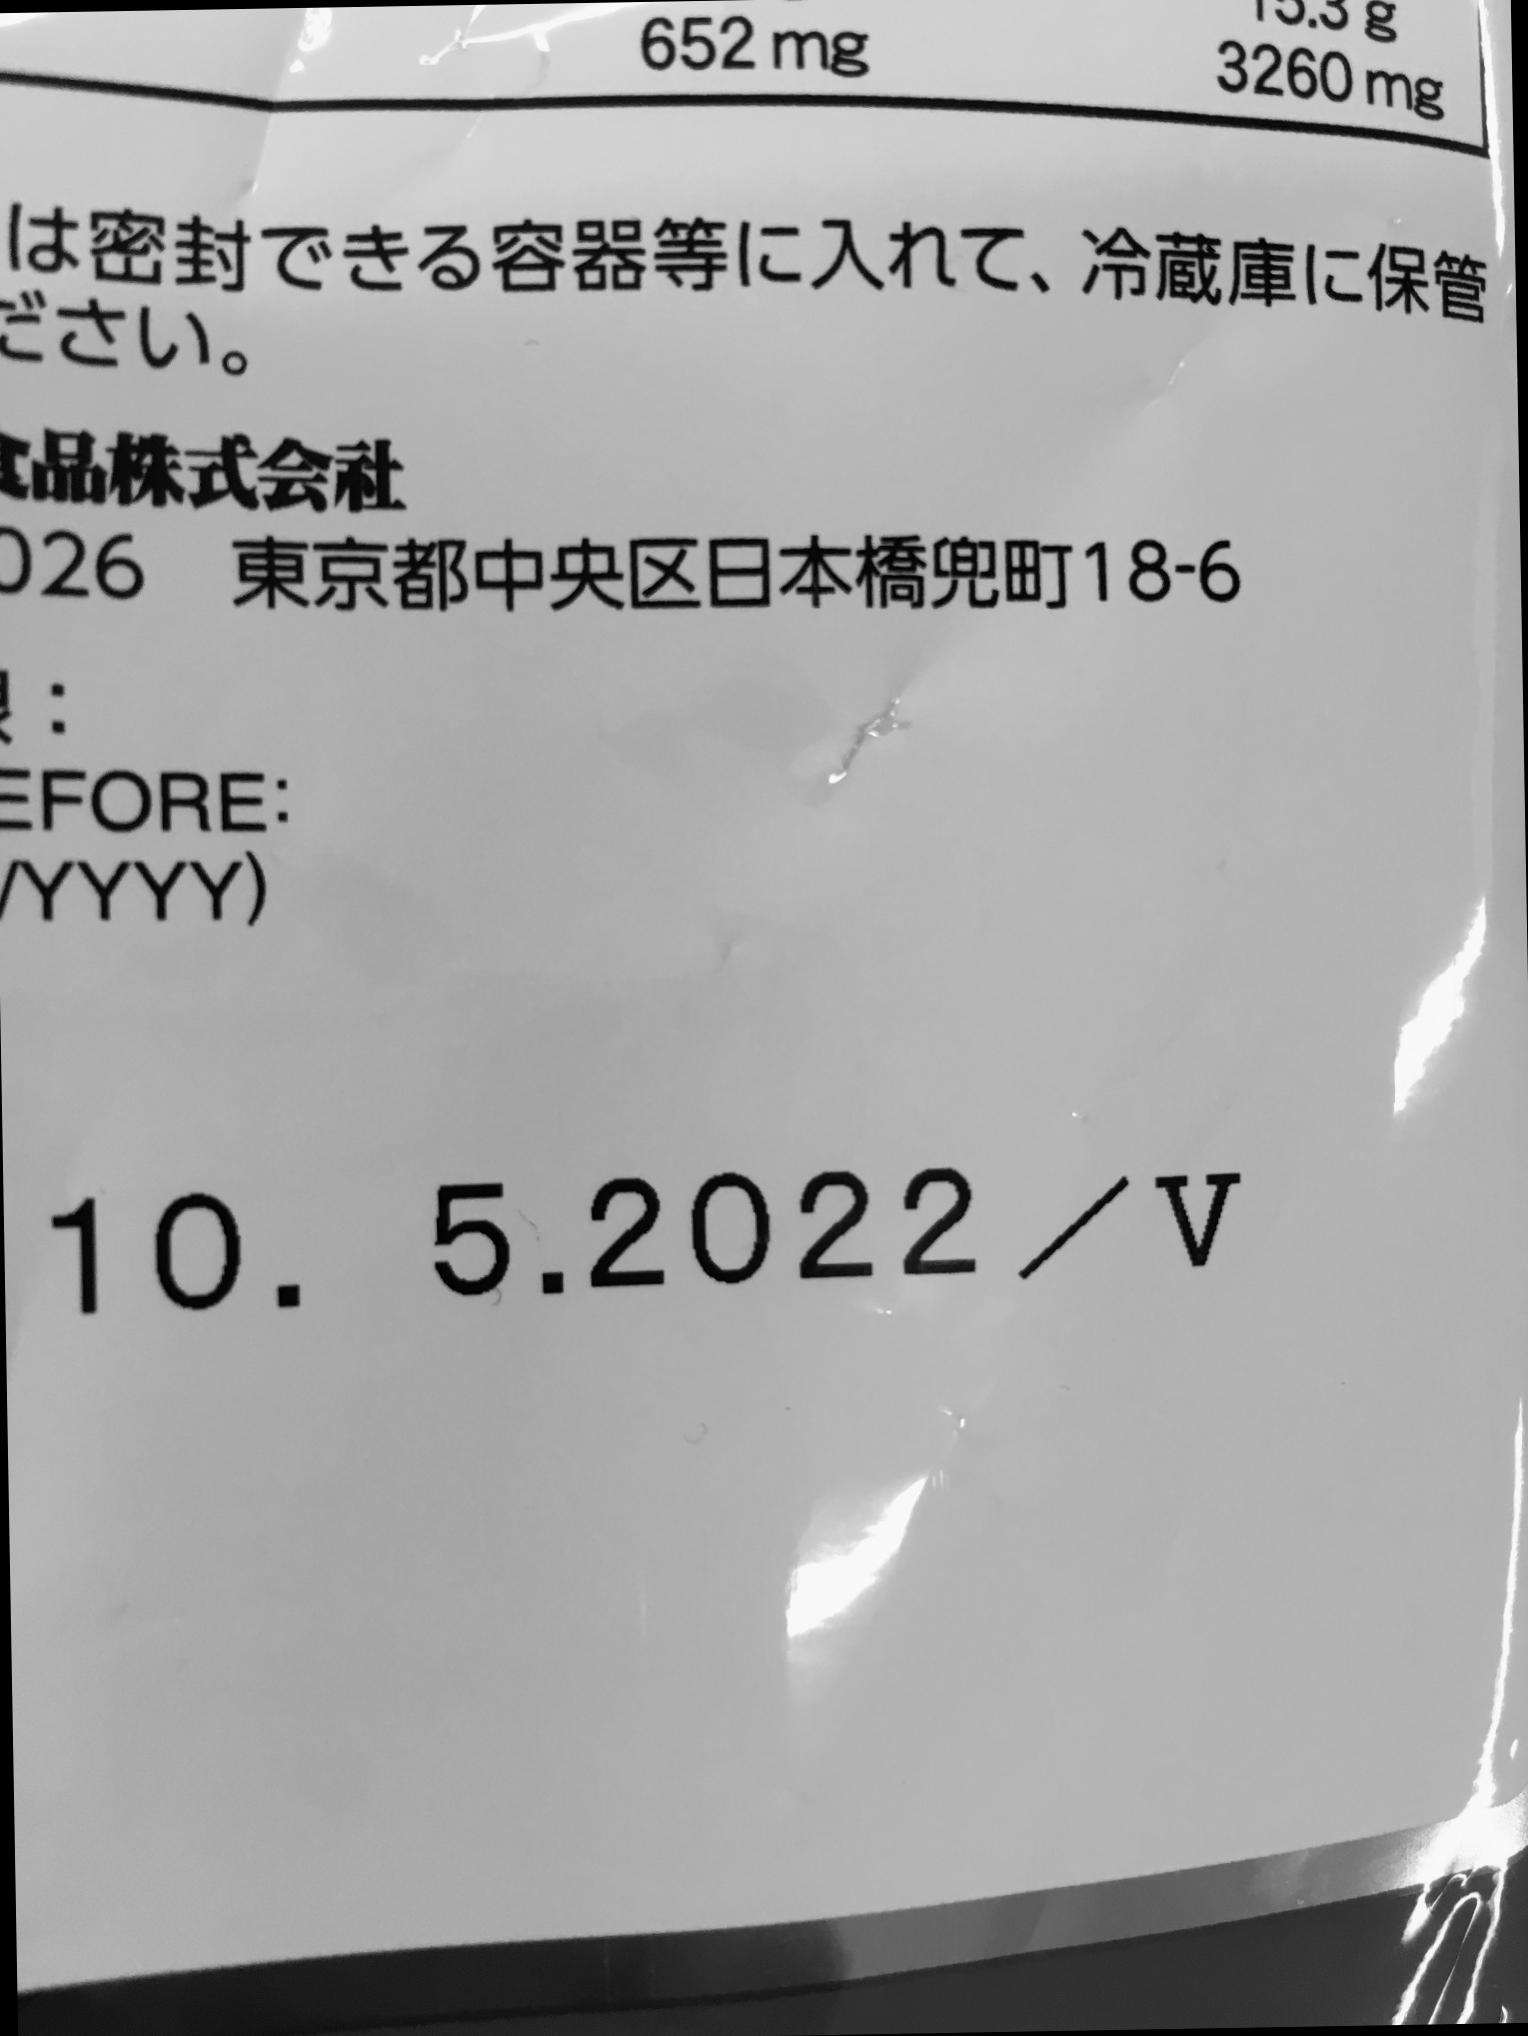 15.3 g
652 mg 3260 mg
は密封できる容器等に入れて、冷蔵庫に保管
ださい。
食品株式会社
026 東京都中央区日本橋兜町18-6
限：
EFORE:
/YYYY)
10. 5.2022／V